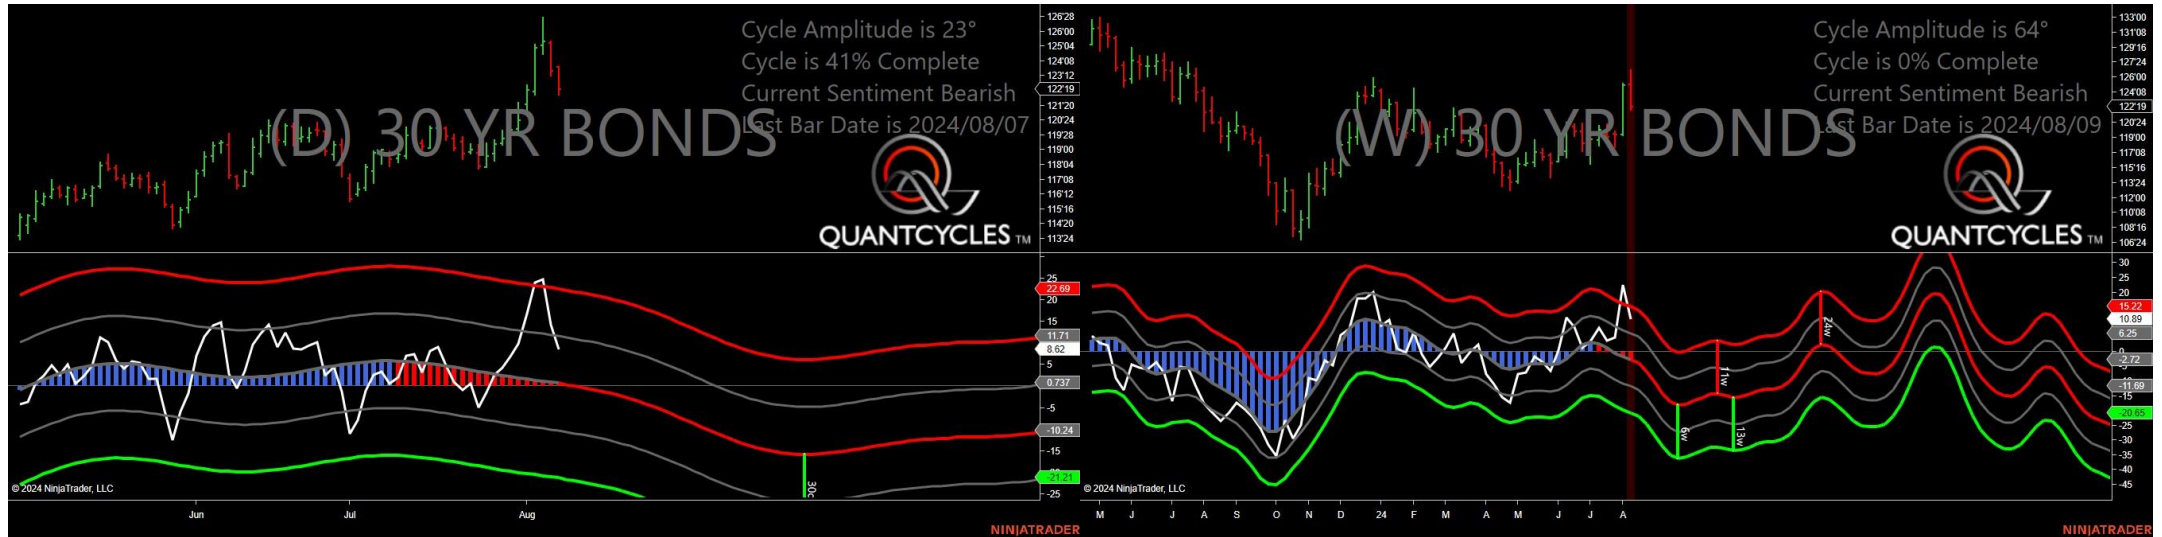 Cycle Amplitude is 23°
Cycle is 41% Complete
Current Sentiment Bearish
Last Bar Date is 2024/08/07
(D) 30 YR BONDS
QUANTCYCLES TM
126'28
126'00
125'04
124'08
123'12
122'19
121'20
120'24
119'28
119'00
118'04
117'08
116'12
115'16
114'20
113'24
25
22.69
20
15
11.71
8.62
5
0.737
-5
-10.24
-15
-21.21
-25
© 2024 NinjaTrader, LLC
Jun
Jul
Aug
NINJATRADER
Cycle Amplitude is 64°
Cycle is 0% Complete
Current Sentiment Bearish
Last Bar Date is 2024/08/09
(W) 30 YR BONDS
QUANTCYCLES TM
133'00
131'08
129'16
127'24
126'00
124'08
122'19
120'24
119'00
117'08
115'16
113'24
112'00
110'08
108'16
106'24
30
25
20
15.22
10.89
6.25
-2.72
-5
-11.69
-15
-20.65
-25
-30
-35
-40
-45
6w
11w
13w
24w
© 2024 NinjaTrader, LLC
M
J
J
A
S
O
N
D
24
F
M
A
M
J
J
A
NINJATRADER